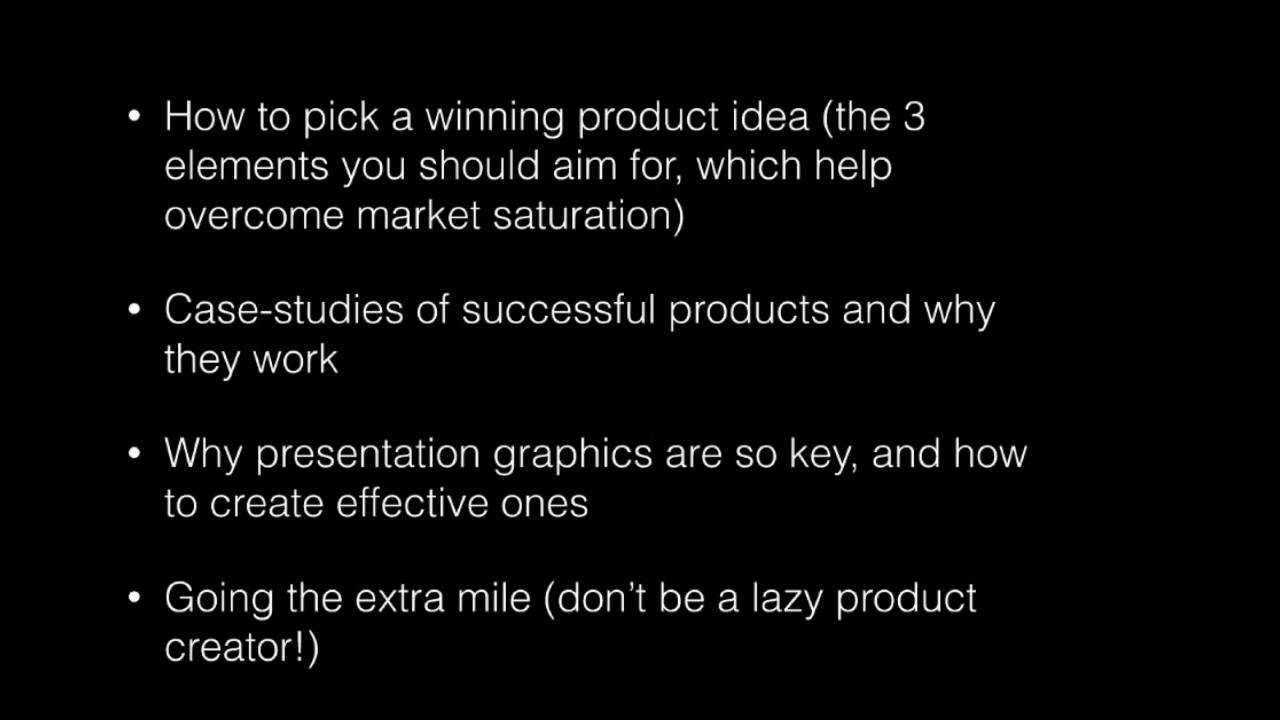 • How to pick a winning product idea (the 3
elements you should aim for, which help
overcome market saturation)
• Case-studies of successful products and why
they work
• Why presentation graphics are so key, and how
to create effective ones
• Going the extra mile (don’t be a lazy product
creator!)